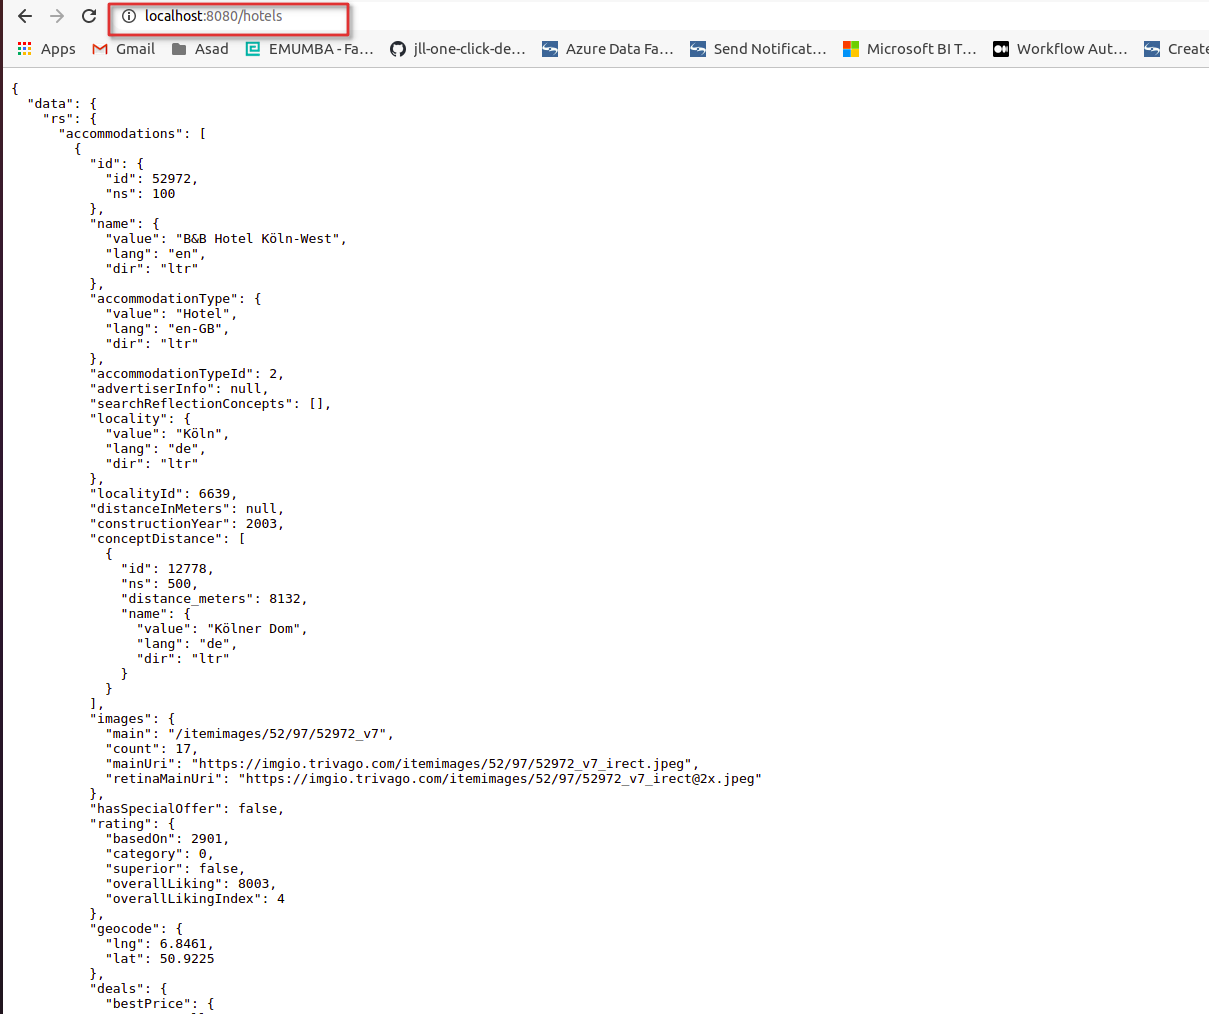 localhost:8080/hotels
Apps Gmail Asad EMUMBA - Fa... jll-one-click-de... Azure Data Fa... Send Notificat... Microsoft BI T... Workflow Aut... Create
{
"data": {
"rs": {
"accommodations": [
{
"id": {
"id": 52972,
"ns": 100
},
"name": {
"value": "B&B Hotel Köln-West",
"lang": "en",
"dir": "ltr"
},
"accommodationType": {
"value": "Hotel",
"lang": "en-GB",
"dir": "ltr"
},
"accommodationTypeId": 2,
"advertiserInfo": null,
"searchReflectionConcepts": [],
"locality": {
"value": "Köln",
"lang": "de",
"dir": "ltr"
},
"localityId": 6639,
"distanceInMeters": null,
"constructionYear": 2003,
"conceptDistance": [
{
"id": 12778,
"ns": 500,
"distance_meters": 8132,
"name": {
"value": "Kölner Dom",
"lang": "de",
"dir": "ltr"
}
}
],
"images": {
"main": "/itemimages/52/97/52972_v7",
"count": 17,
"mainUri": "https://imgio.trivago.com/itemimages/52/97/52972_v7_irect.jpeg",
"retinaMainUri": "https://imgio.trivago.com/itemimages/52/97/52972_v7_irect@2x.jpeg"
},
"hasSpecialOffer": false,
"rating": {
"basedOn": 2901,
"category": 0,
"superior": false,
"overallLiking": 8003,
"overallLikingIndex": 4
},
"geocode": {
"lng": 6.8461,
"lat": 50.9225
},
"deals": {
"bestPrice": {